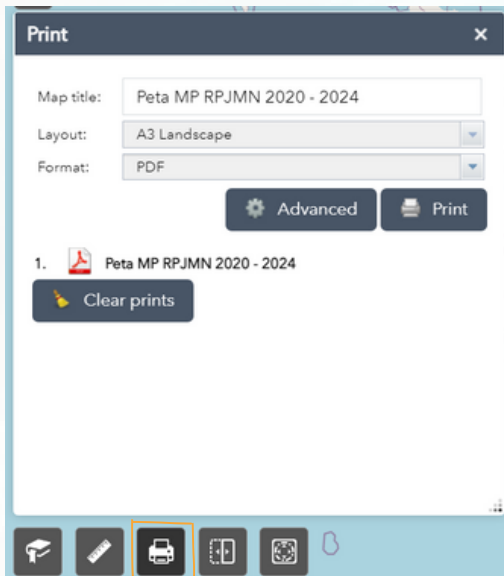 Print
Map title: Peta MP RPJMN 2020 - 2024
Layout: A3 Landscape
Format: PDF
Advanced Print
1. Peta MP RPJMN 2020 - 2024
Clear prints